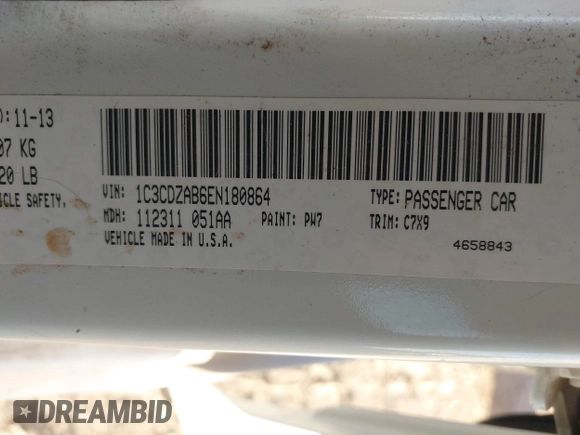 D: 11-13
07 KG
20 LB
ICLE SAFETY,
VIN: 1C3CDZAB6EN180864 TYPE: PASSENGER CAR
MDH: 112311 051AA PAINT: PW7 TRIM: C7X9
VEHICLE MADE IN U.S.A.
4658843
DREAMBID